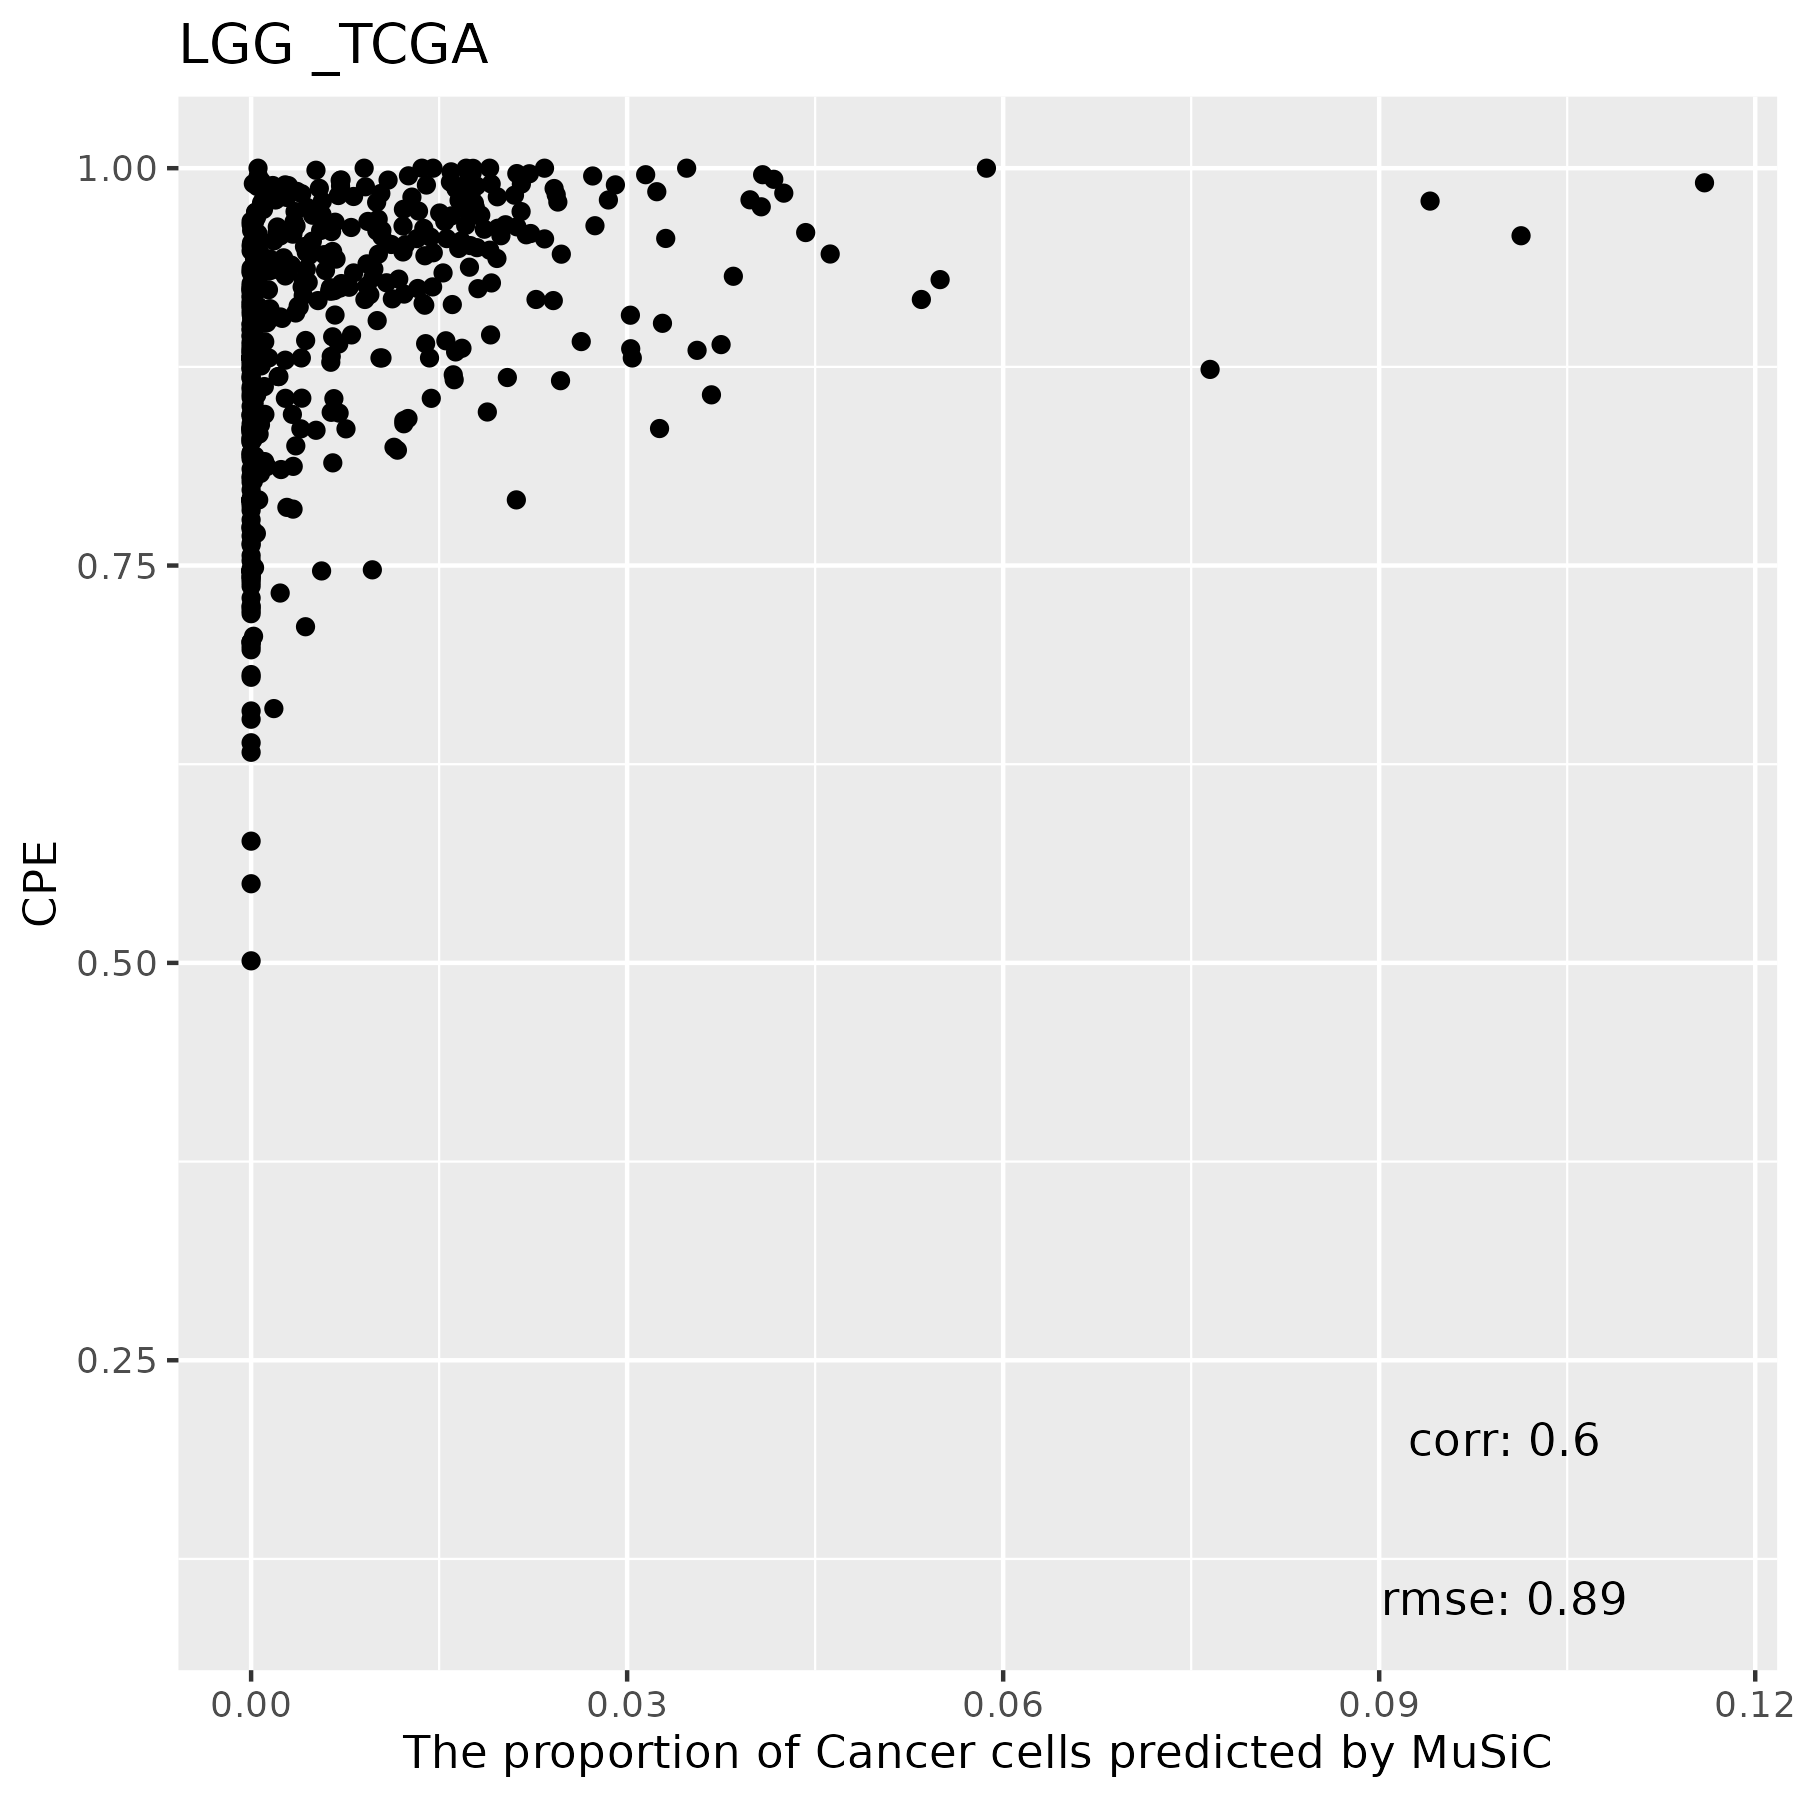 LGG _TCGA
1.00
0.75
0.50
0.25
CPE
corr: 0.6
rmse: 0.89
0.00 0.03 0.06 0.09 0.12
The proportion of Cancer cells predicted by MuSiC